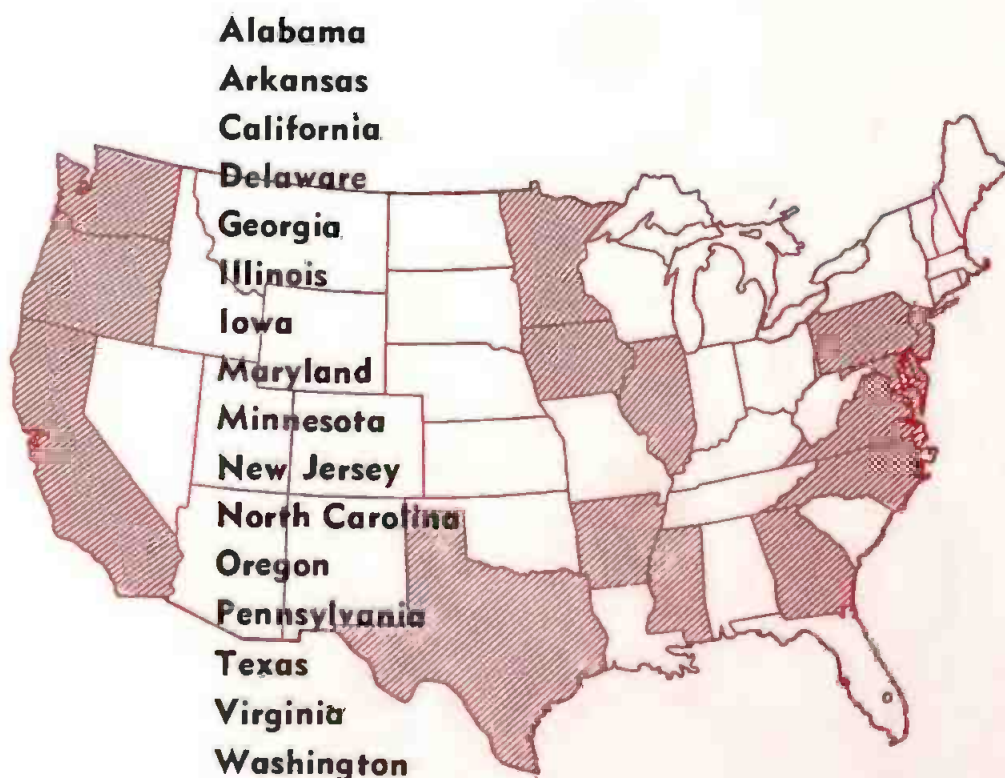 Alabama
Arkansas
California
Delaware
Georgia
Illinois
Iowa
Maryland
Minnesota
New Jersey
North Carolina
Oregon
Pennsylvania
Texas
Virginia
Washington